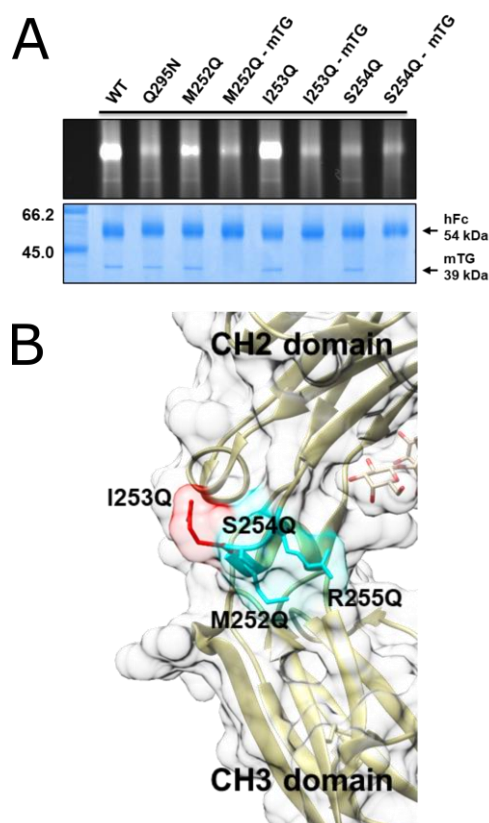 A
WT
Q295N
M252Q
M252Q - mTG
I253Q
I253Q - mTG
S254Q
S254Q - mTG
66.2
45.0
hFc
54 kDa
mTG
39 kDa
B
CH2 domain
I253Q
S254Q
R255Q
M252Q
CH3 domain